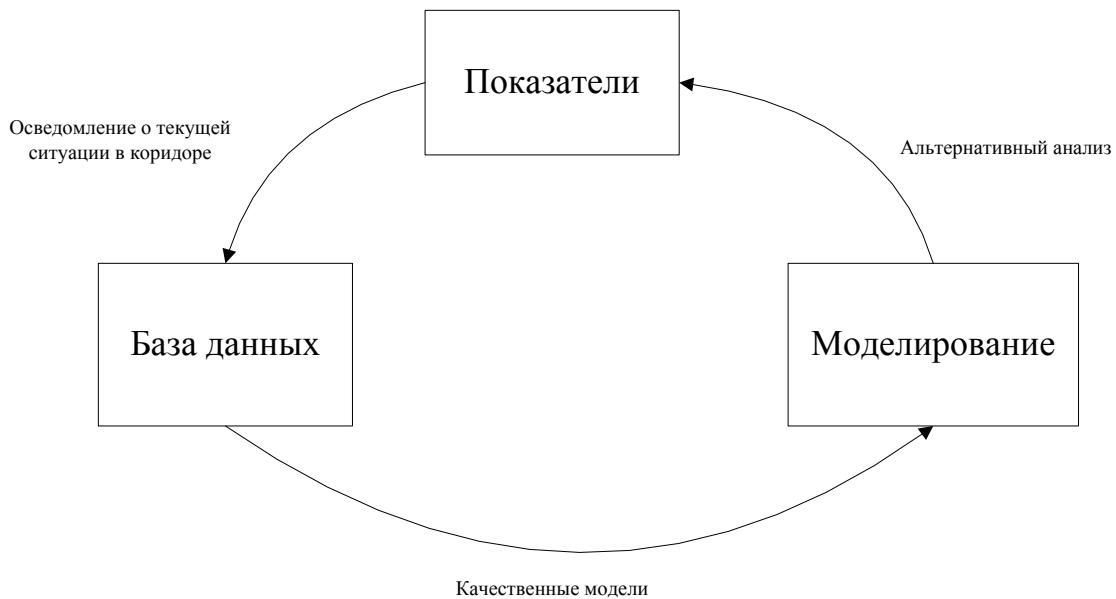 Показатели
Осведомление о текущей
ситуации в коридоре
Альтернативный анализ
База данных
Моделирование
Качественные модели